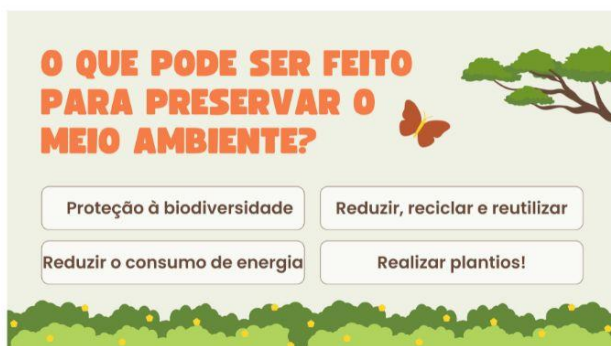 O QUE PODE SER FEITO
PARA PRESERVAR O
MEIO AMBIENTE?
Proteção à biodiversidade
Reduzir, reciclar e reutilizar
Reduzir o consumo de energia
Realizar plantios!